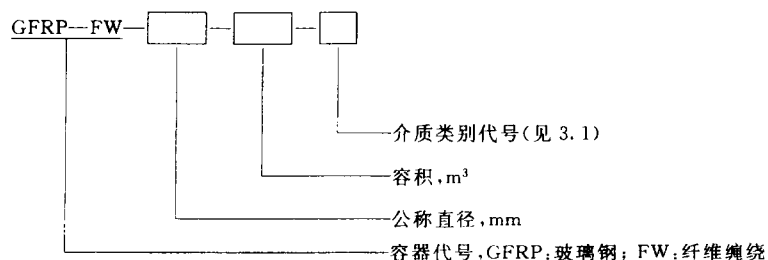 GFRP—FW—
介质类别代号(见 3.1)
容积,m³
公称直径,mm
容器代号,GFRP:玻璃钢; FW:纤维缠绕